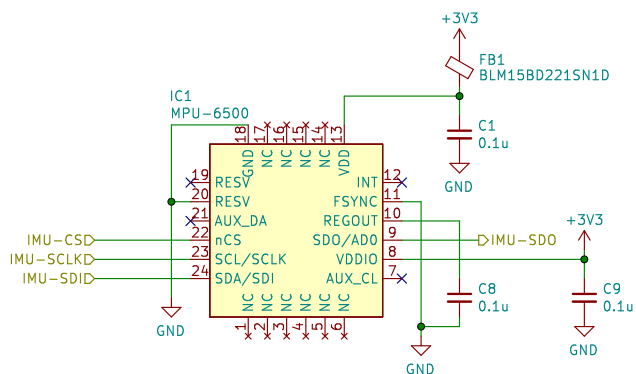 +3V3
FB1
BLM15BD221SN1D
IC1
MPU-6500
C1
0.1u
GND
18 17 16 15 14 13
GND NC NC NC NC VDD
19 RESV INT 12
20 RESV FSYNC 11
21 AUX_DA REGOUT 10
IMU-CS 22 nCS SDO/AD0 9 IMU-SDO
IMU-SCLK 23 SCL/SCLK VDDIO 8
IMU-SDI 24 SDA/SDI AUX_CL 7
+3V3
NC NC NC NC NC NC
1 2 3 4 5 6
GND
C8
0.1u
C9
0.1u
GND
GND